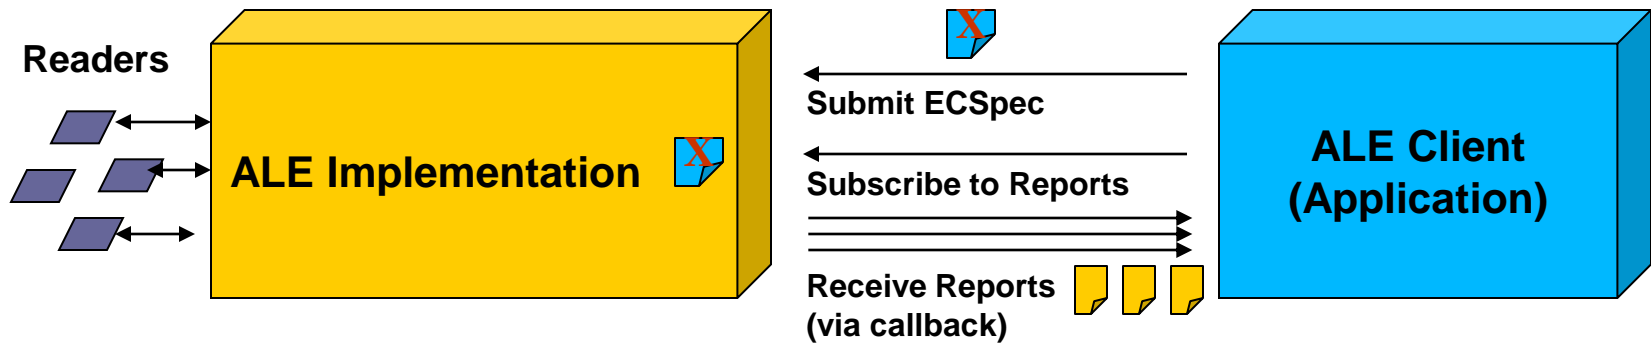 Readers
X
Submit ECSpec
ALE Implementation
X
Subscribe to Reports
ALE Client
(Application)
Receive Reports
(via callback)